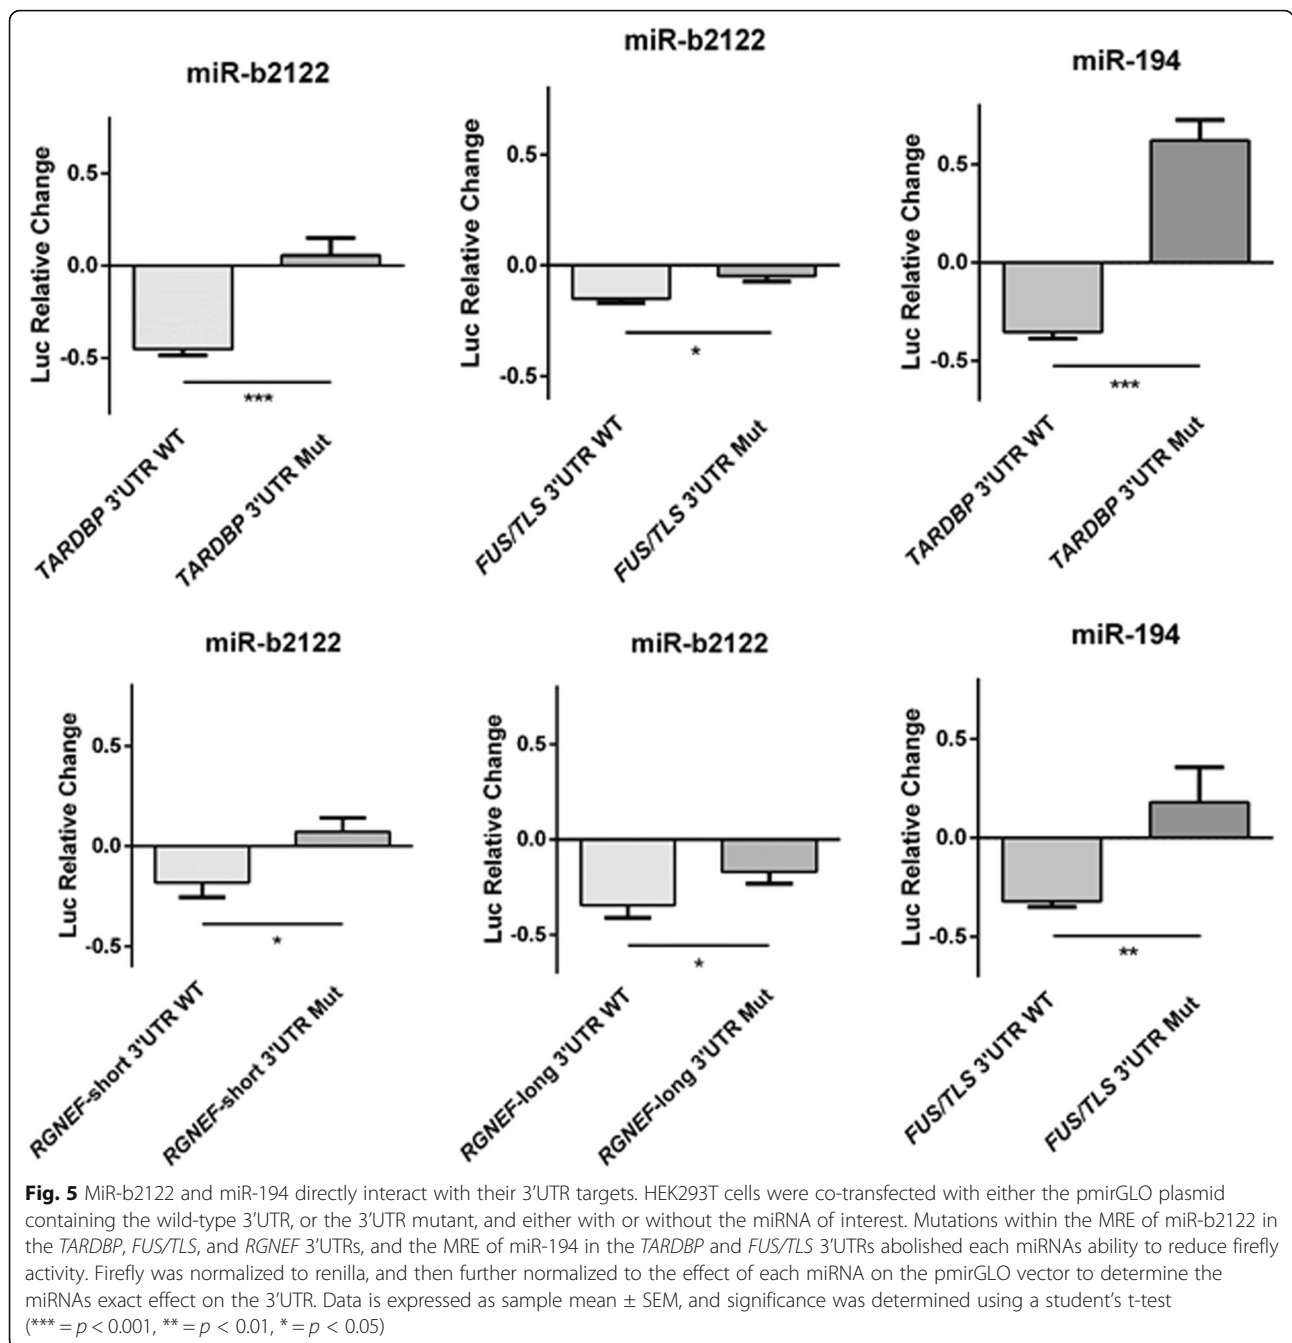 miR-b2122
Luc Relative Change
0.5
0.0
-0.5
***
TARDBP 3'UTR WT
TARDBP 3'UTR Mut
miR-b2122
Luc Relative Change
0.5
0.0
-0.5
*
FUS/TLS 3'UTR WT
FUS/TLS 3'UTR Mut
miR-194
Luc Relative Change
0.5
0.0
-0.5
***
TARDBP 3'UTR WT
TARDBP 3'UTR Mut
miR-b2122
Luc Relative Change
0.5
0.0
-0.5
*
RGNEF-short 3'UTR WT
RGNEF-short 3'UTR Mut
miR-b2122
Luc Relative Change
0.5
0.0
-0.5
*
RGNEF-long 3'UTR WT
RGNEF-long 3'UTR Mut
miR-194
Luc Relative Change
0.5
0.0
-0.5
**
FUS/TLS 3'UTR WT
FUS/TLS 3'UTR Mut
Fig. 5 MiR-b2122 and miR-194 directly interact with their 3'UTR targets. HEK293T cells were co-transfected with either the pmirGLO plasmid
containing the wild-type 3'UTR, or the 3'UTR mutant, and either with or without the miRNA of interest. Mutations within the MRE of miR-b2122 in
the TARDBP, FUS/TLS, and RGNEF 3'UTRs, and the MRE of miR-194 in the TARDBP and FUS/TLS 3'UTRs abolished each miRNAs ability to reduce firefly
activity. Firefly was normalized to renilla, and then further normalized to the effect of each miRNA on the pmirGLO vector to determine the
miRNAs exact effect on the 3'UTR. Data is expressed as sample mean ± SEM, and significance was determined using a student's t-test
(*** = p < 0.001, ** = p < 0.01, * = p < 0.05)